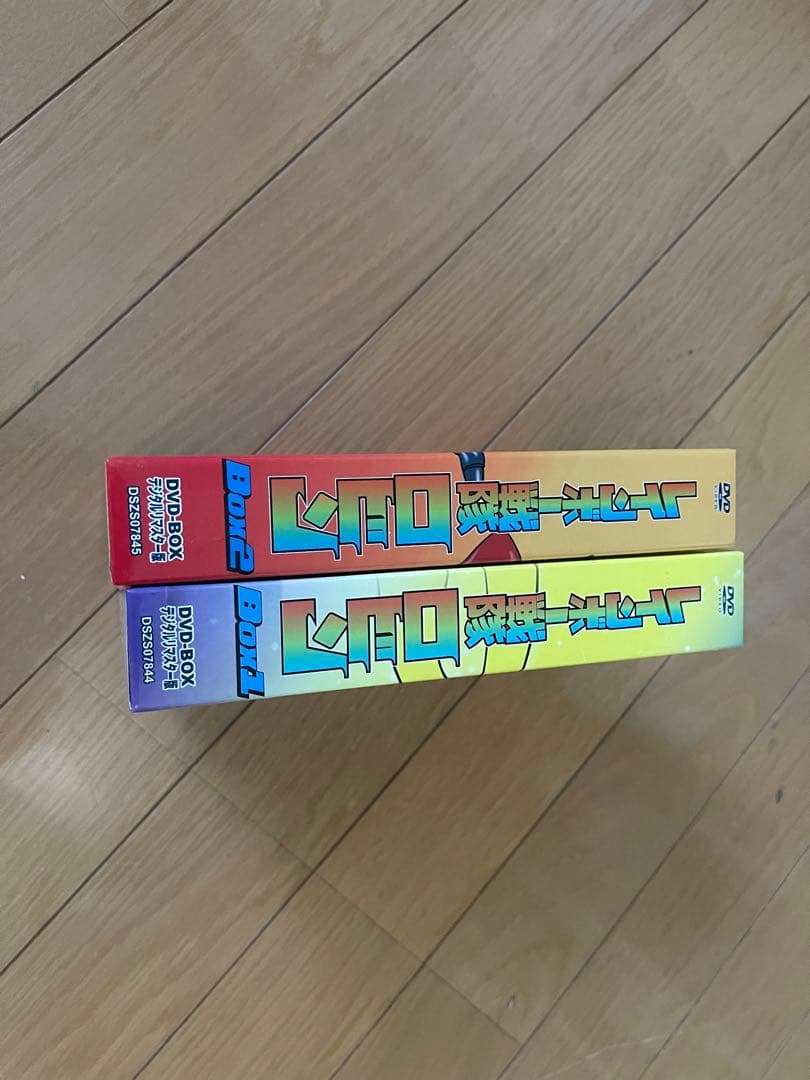 DVD
VIDEO
レインボー戦隊
ロビン
BOX2
DVD-BOX
デジタルリマスター版
DSZS07845
DVD
VIDEO
レインボー戦隊
ロビン
BOX1
DVD-BOX
デジタルリマスター版
DSZS07844